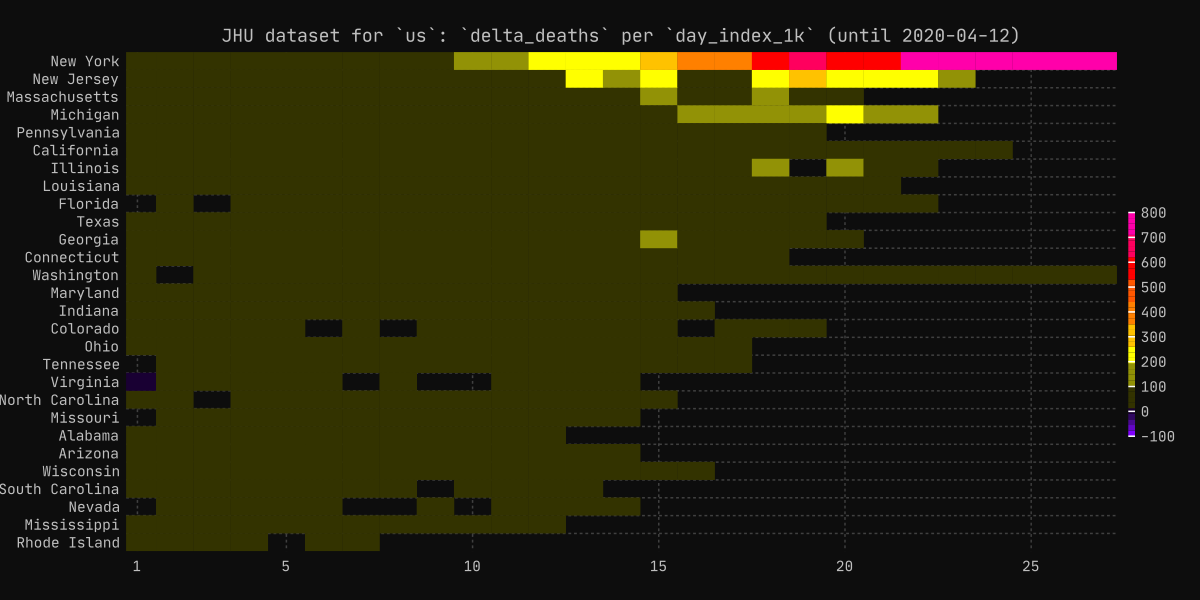 JHU dataset for `us`: `delta_deaths` per `day_index_1k` (until 2020-04-12)
New York
New Jersey
Massachusetts
Michigan
Pennsylvania
California
Illinois
Louisiana
Florida
Texas
Georgia
Connecticut
Washington
Maryland
Indiana
Colorado
Ohio
Tennessee
Virginia
North Carolina
Missouri
Alabama
Arizona
Wisconsin
South Carolina
Nevada
Mississippi
Rhode Island
1 5 10 15 20 25
800
700
600
500
400
300
200
100
0
-100